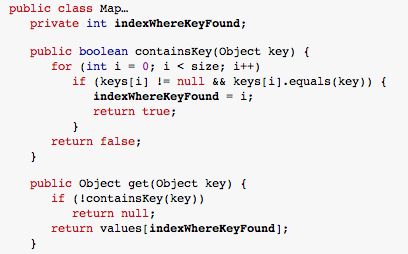 public class Map…
   private int indexWhereKeyFound;

   public boolean containsKey(Object key) {
      for (int i = 0; i < size; i++)
         if (keys[i] != null && keys[i].equals(key)) {
            indexWhereKeyFound = i;
            return true;
         }
      return false;
   }

   public Object get(Object key) {
      if (!containsKey(key))
         return null;
      return values[indexWhereKeyFound];
   }